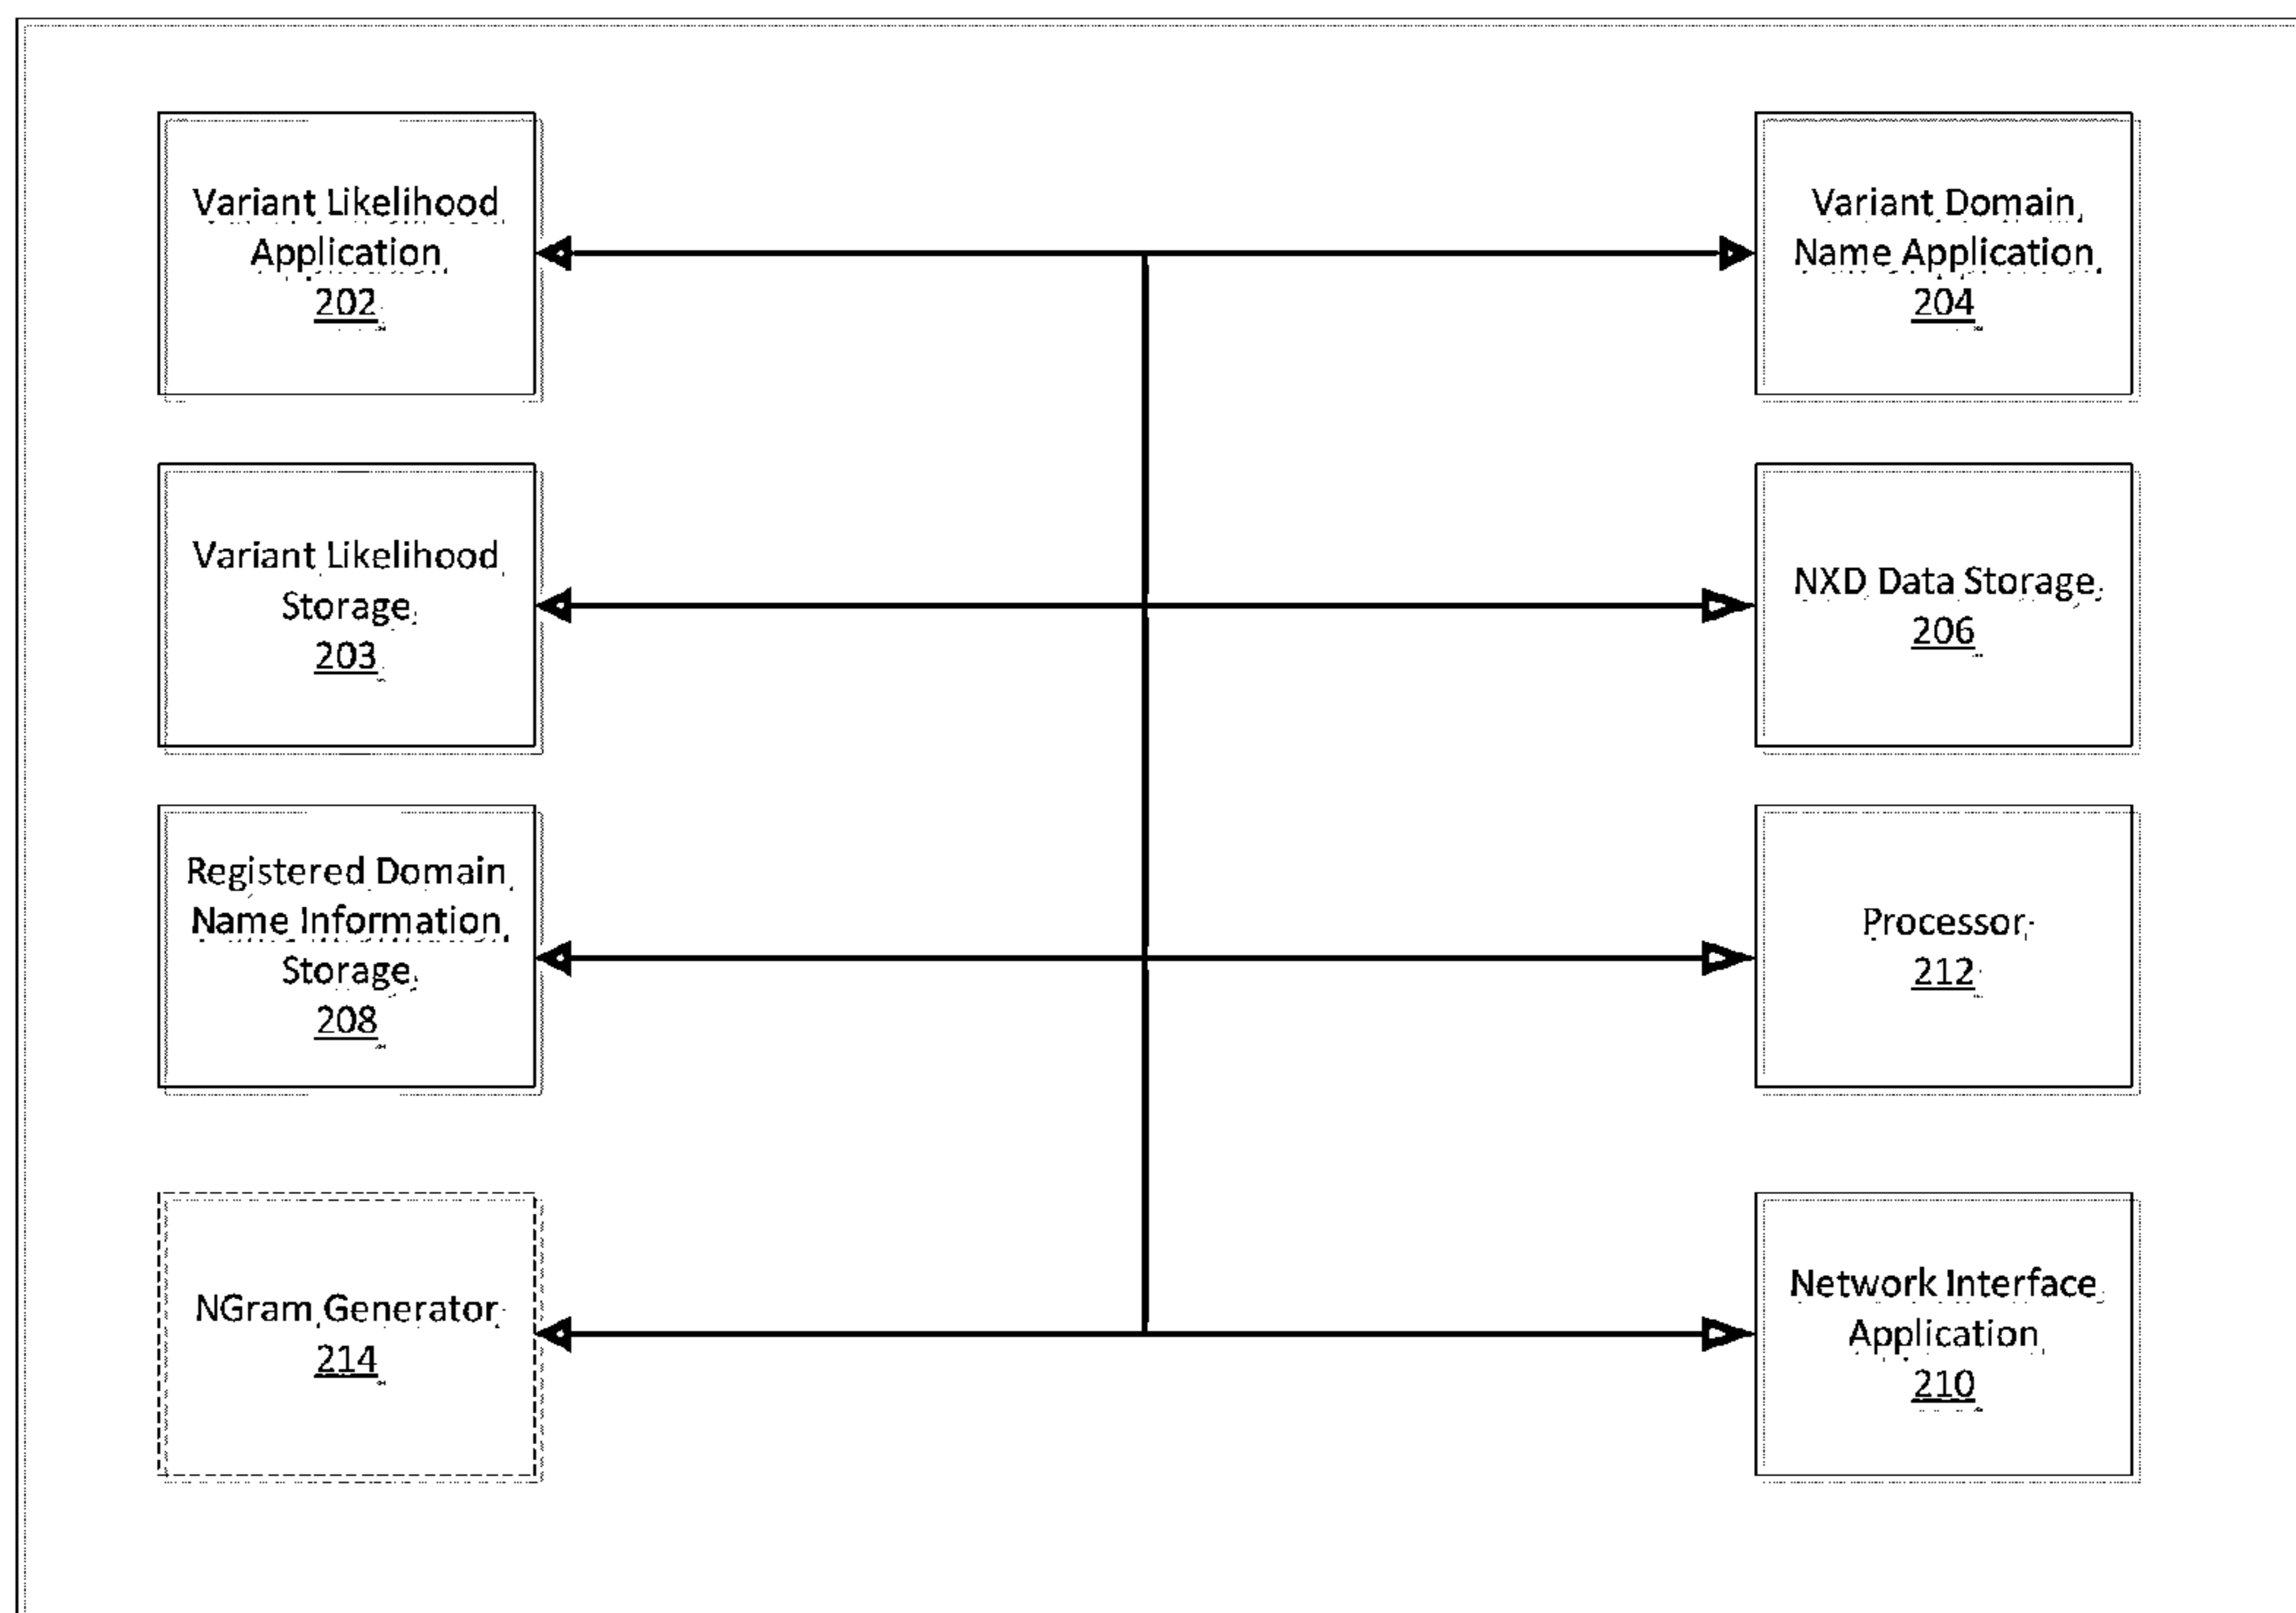 Variant Likelihood
Application
202
Variant Domain
Name Application
204
Variant Likelihood
Storage
203
NXD Data Storage
206
Registered Domain
Name Information
Storage
208
Processor
212
NGram Generator
214
Network Interface
Application
210